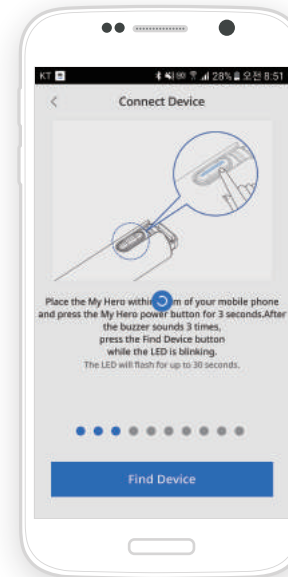 KT 28% 오전 8:51
Connect Device
Place the My Hero within m of your mobile phone
and press the My Hero power button for 3 seconds.After
the buzzer sounds 3 times,
press the Find Device button
while the LED is blinking.
The LED will flash for up to 30 seconds.
Find Device